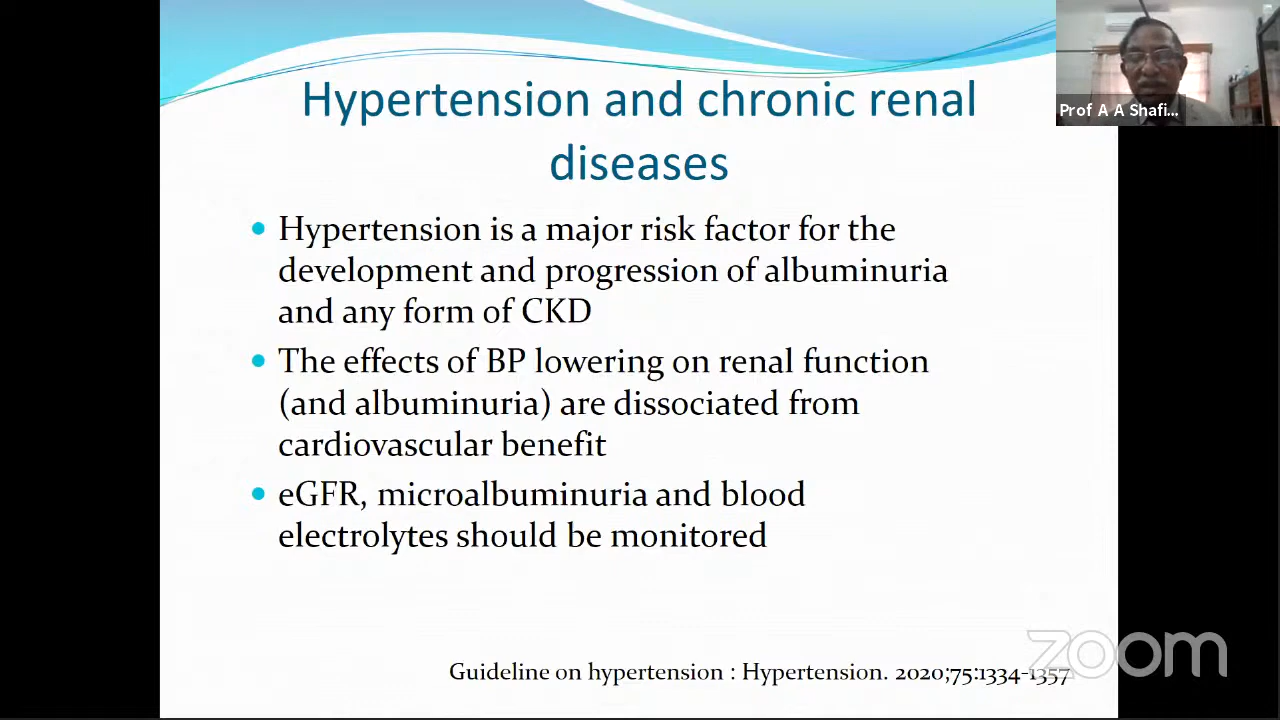 Hypertension and chronic renal
diseases
Prof A A Shafi...
• Hypertension is a major risk factor for the
development and progression of albuminuria
and any form of CKD
• The effects of BP lowering on renal function
(and albuminuria) are dissociated from
cardiovascular benefit
• eGFR, microalbuminuria and blood
electrolytes should be monitored
zoom
Guideline on hypertension : Hypertension. 2020;75:1334-1357